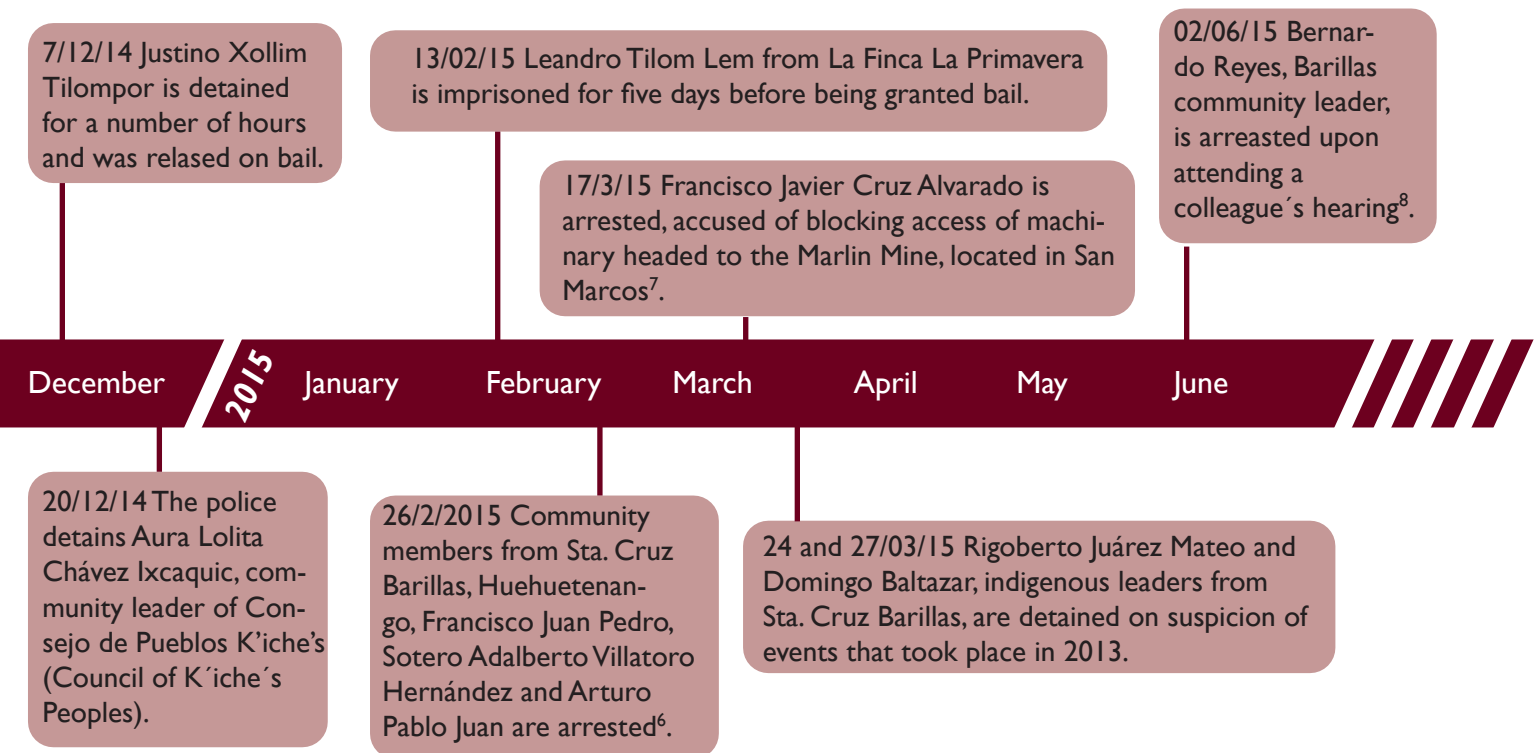 7/12/14 Justino Xollim
Tilompor is detained
for a number of hours
and was relased on bail.
13/02/15 Leandro Tilom Lem from La Finca La Primavera
is imprisoned for five days before being granted bail.
17/3/15 Francisco Javier Cruz Alvarado is
arrested, accused of blocking access of machi-
nary headed to the Marlin Mine, located in San
Marcos⁷.
02/06/15 Bernar-
do Reyes, Barillas
community leader,
is arreasted upon
attending a
colleague´s hearing⁸.
December
2015
January
February
March
April
May
June
20/12/14 The police
detains Aura Lolita
Chávez Ixcaquic, com-
munity leader of Con-
sejo de Pueblos K'iche's
(Council of K´iche´s
Peoples).
26/2/2015 Community
members from Sta. Cruz
Barillas, Huehuetenan-
go, Francisco Juan Pedro,
Sotero Adalberto Villatoro
Hernández and Arturo
Pablo Juan are arrested⁶.
24 and 27/03/15 Rigoberto Juárez Mateo and
Domingo Baltazar, indigenous leaders from
Sta. Cruz Barillas, are detained on suspicion of
events that took place in 2013.